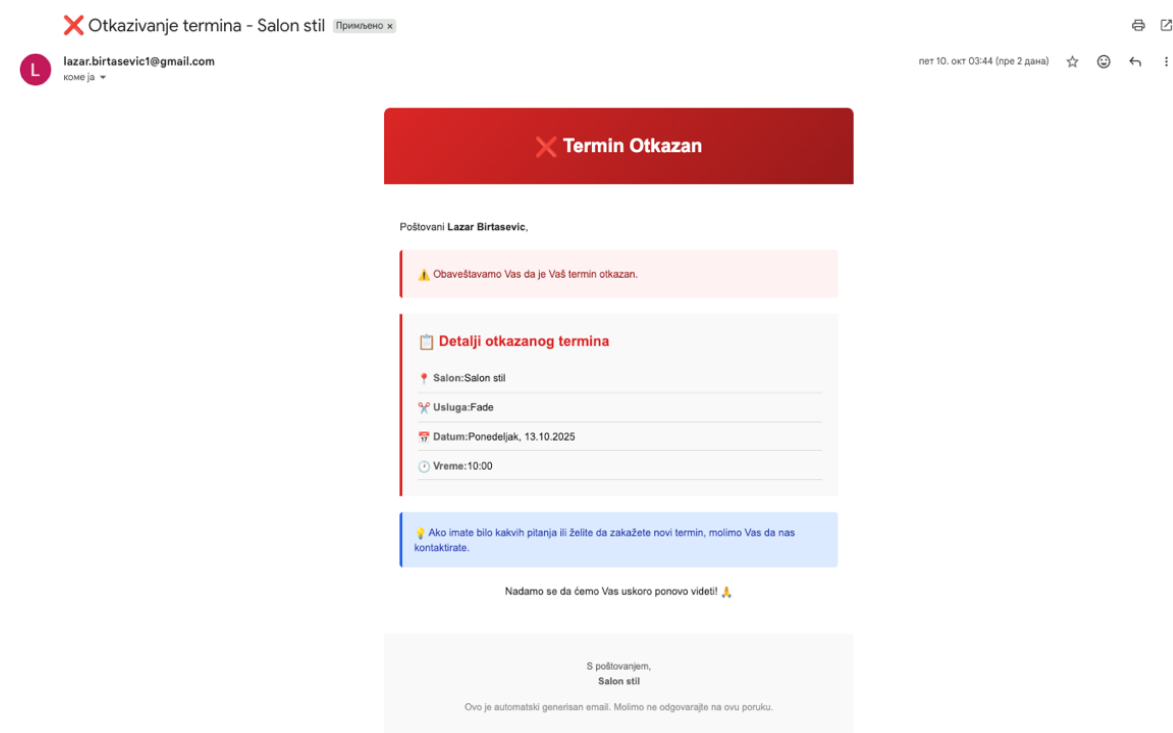 ❌ Otkazivanje termina - Salon stil Примљено x
lazar.birtasevic1@gmail.com
пет 10. окт 03:44 (пре 2 дана)
L
коме ја
❌ Termin Otkazan
Poštovani Lazar Birtasevic,
⚠️ Obaveštavamo Vas da je Vaš termin otkazan.
📋 Detalji otkazanog termina
📍 Salon:Salon stil
✂️ Usluga:Fade
📅 Datum:Ponedeljak, 13.10.2025
🕐 Vreme:10:00
💡 Ako imate bilo kakvih pitanja ili želite da zakažete novi termin, molimo Vas da nas
kontaktirate.
Nadamo se da ćemo Vas uskoro ponovo videti! 🙏
S poštovanjem,
Salon stil
Ovo je automatski generisan email. Molimo ne odgovarajte na ovu poruku.